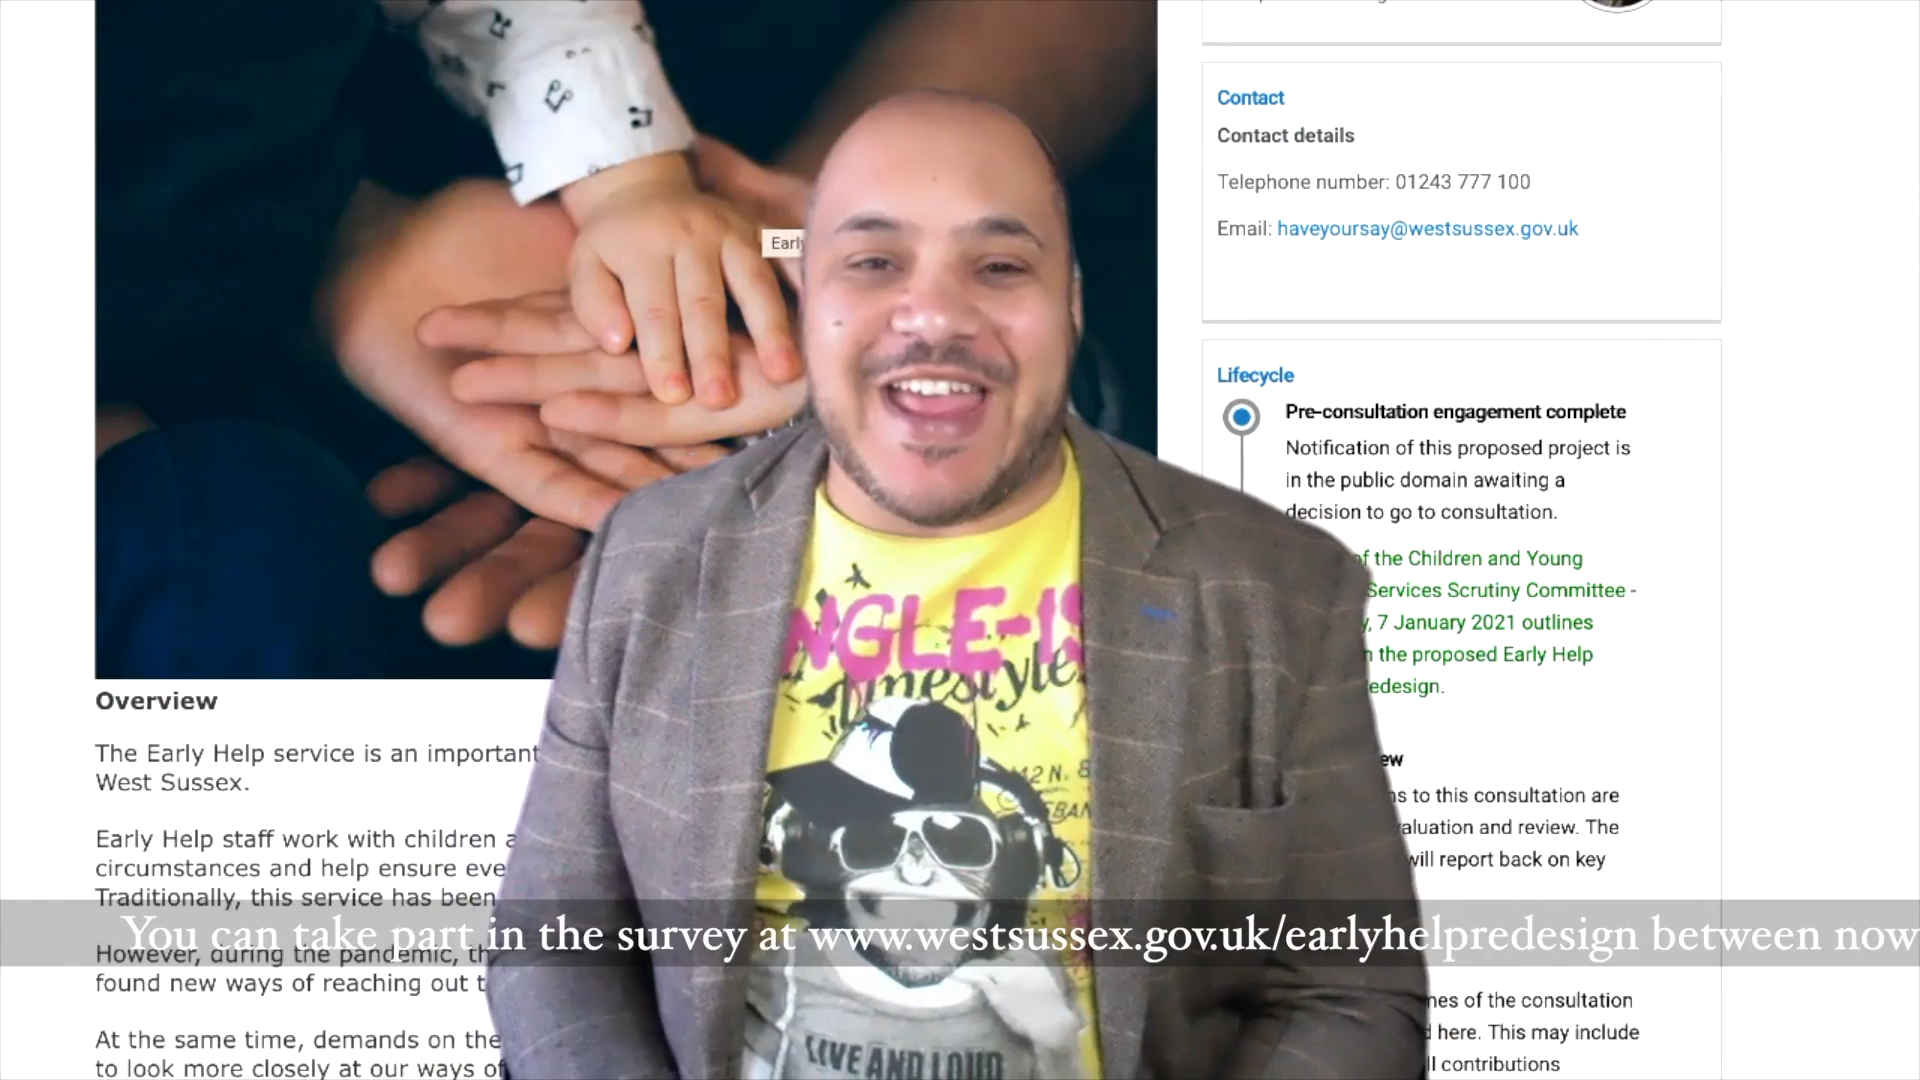 Contact
Contact details
Telephone number: 01243 777 100
Email: haveyoursay@westsussex.gov.uk
Early
Lifecycle
Pre-consultation engagement complete
Notification of this proposed project is
in the public domain awaiting a
decision to go to consultation.
of the Children and Young
Services Scrutiny Committee -
7 January 2021 outlines
the proposed Early Help
edesign.
ew
to this consultation are
aluation and review. The
will report back on key
of the consultation
here. This may include
contributions
NGLE-IS
Overview
The Early Help service is an important
West Sussex.
Early Help staff work with children a
circumstances and help ensure eve
Traditionally, this service has been
However, during the pandemic, th
found new ways of reaching out t
At the same time, demands on the
to look more closely at our ways of
You can take part in the survey at www.westsussex.gov.uk/earlyhelpredesign between now
LIVE AND LOUD